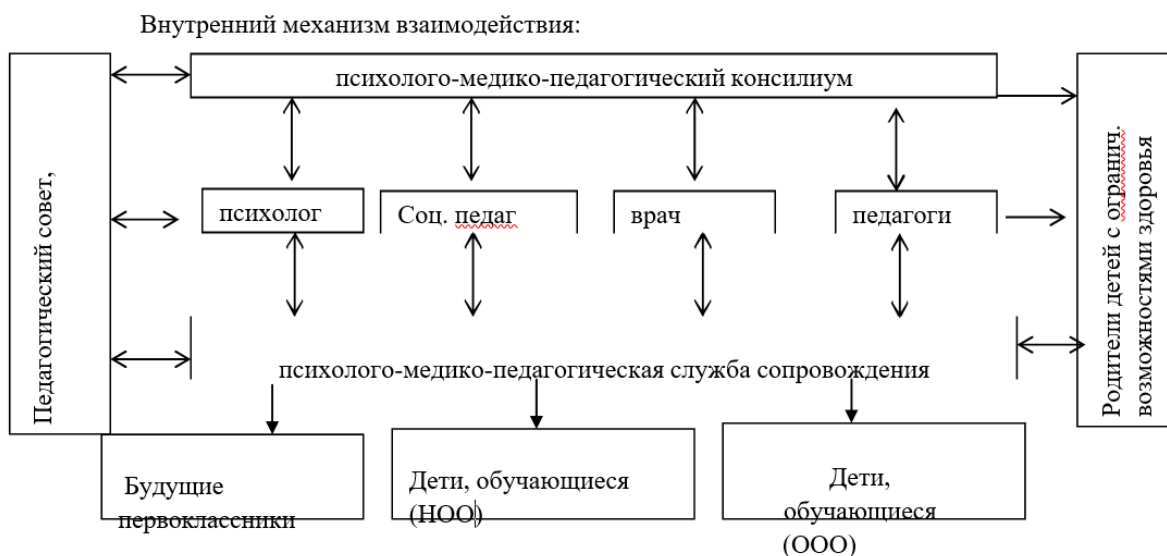 Внутренний механизм взаимодействия:
психолого-медико-педагогический консилиум
Педагогический совет,
психолог
Соц. педаг
врач
педагоги
Родители детей с огранич.
возможностями здоровья
психолого-медико-педагогическая служба сопровождения
Будущие
первоклассники
Дети, обучающиеся
(НОО)
Дети,
обучающиеся
(ООО)